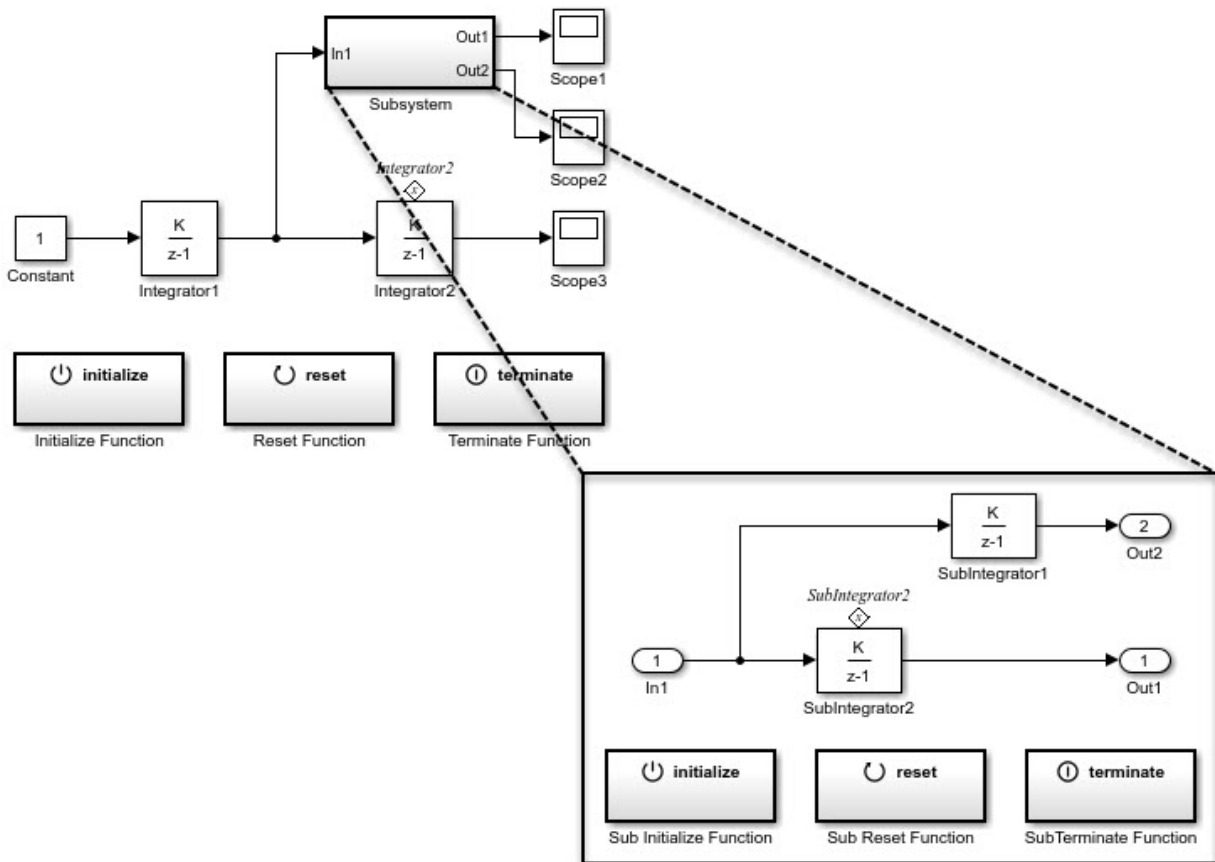 In1
Out1
Out2
Subsystem
Scope1
Scope2
Integrator2
x
1
Constant
K
z-1
Integrator1
K
z-1
Integrator2
Scope3
initialize
Initialize Function
reset
Reset Function
terminate
Terminate Function
K
z-1
SubIntegrator1
2
Out2
SubIntegrator2
x
1
In1
K
z-1
SubIntegrator2
1
Out1
initialize
Sub Initialize Function
reset
Sub Reset Function
terminate
SubTerminate Function